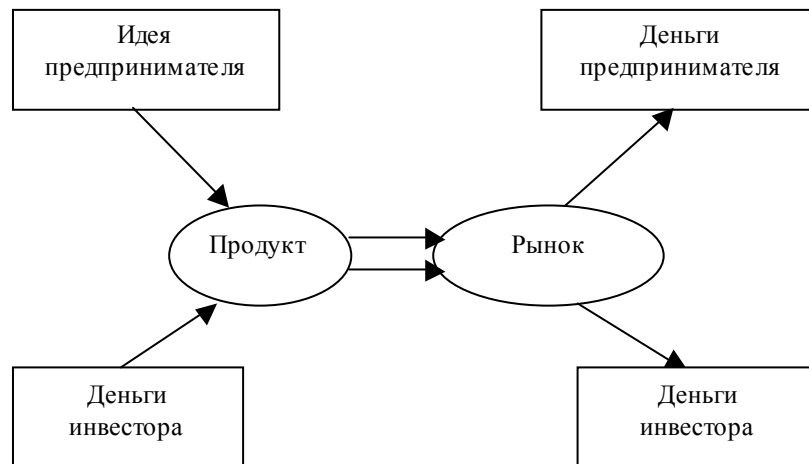 Идея
предпринимателя
Деньги
предпринимателя
Продукт
Рынок
Деньги
инвестора
Деньги
инвестора